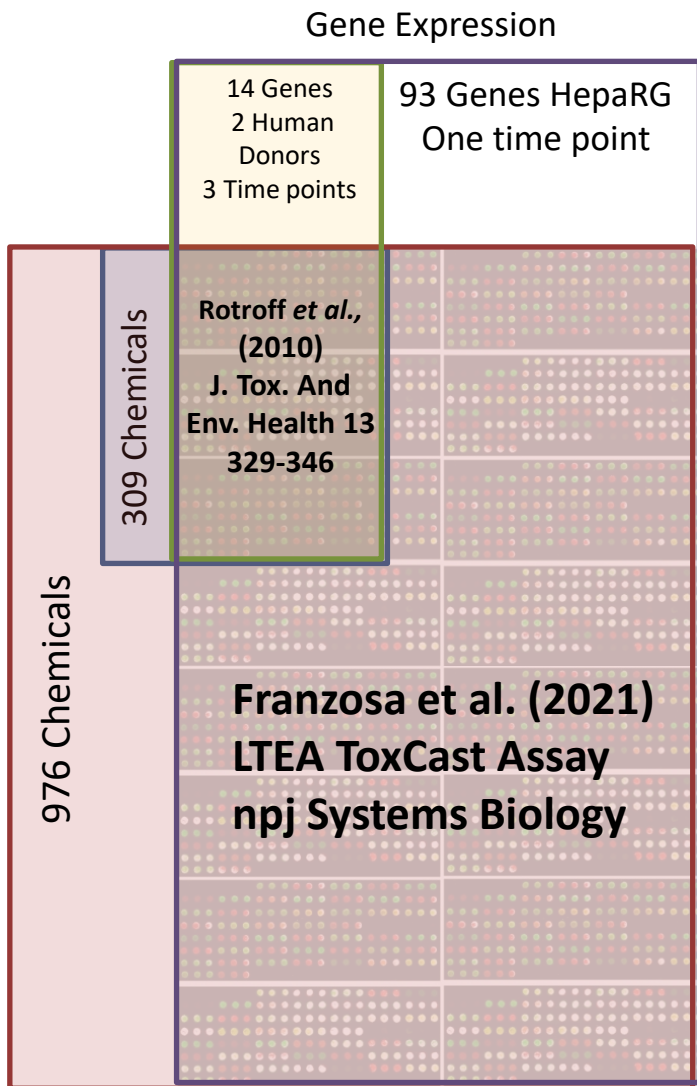 Gene Expression
14 Genes
2 Human
Donors
3 Time points
93 Genes HepaRG
One time point
309 Chemicals
Rotroff et al.,
(2010)
J. Tox. And
Env. Health 13
329-346
976 Chemicals
Franzosa et al. (2021)
LTEA ToxCast Assay
npj Systems Biology